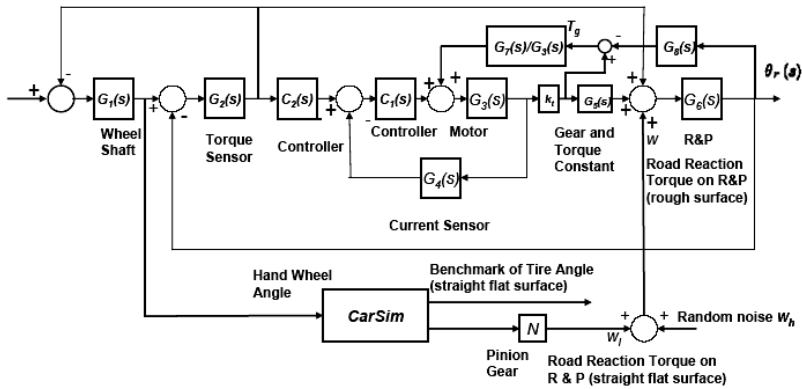 T_g
G_7(s)/G_3(s)
G_8(s)
θ_r (s)
+
-
G_1(s)
+
-
G_2(s)
C_2(s)
+
-
C_1(s)
+
+
G_3(s)
k_t
G_5(s)
+
-
+
+
+
G_6(s)
Wheel
Shaft
Torque
Sensor
Controller
Controller
Motor
Gear and
Torque
Constant
W
R&P
Road Reaction
Torque on R&P
(rough surface)
G_4(s)
Current Sensor
Hand Wheel
Angle
Benchmark of Tire Angle
(straight flat surface)
CarSim
N
+
+
Random noise W_h
W_l
Pinion
Gear
Road Reaction Torque on
R & P (straight flat surface)